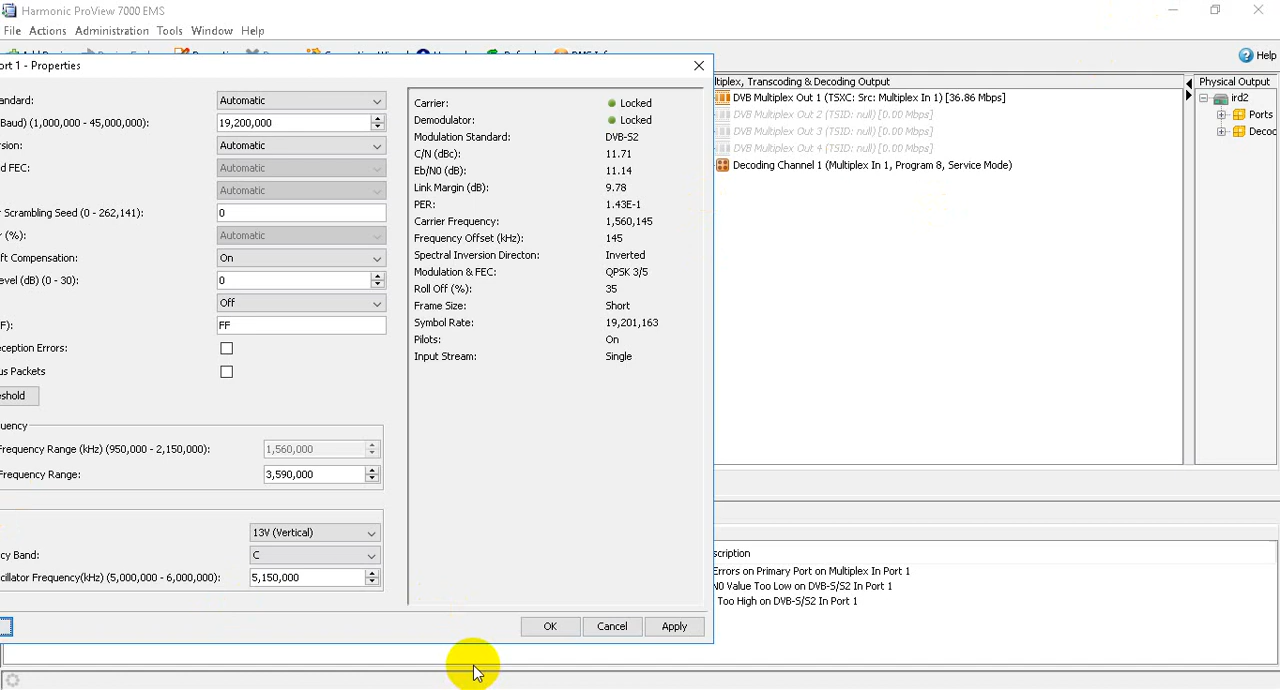 Harmonic ProView 7000 EMS
File Actions Administration Tools Window Help
Help
ort 1 - Properties
tiplex, Transcoding & Decoding Output
Physical Output
andard: Automatic
Baud) (1,000,000 - 45,000,000): 19,200,000
rsion: Automatic
d FEC: Automatic
Automatic
r Scrambling Seed (0 - 262,141): 0
r (%): Automatic
ft Compensation: On
evel (dB) (0 - 30): 0
Off
F): FF
eception Errors:
us Packets
eshold
uency
Frequency Range (kHz) (950,000 - 2,150,000): 1,560,000
Frequency Range: 3,590,000
13V (Vertical)
cy Band: C
cillator Frequency(kHz) (5,000,000 - 6,000,000): 5,150,000
Carrier: Locked
Demodulator: Locked
Modulation Standard: DVB-S2
C/N (dBc): 11.71
Eb/N0 (dB): 11.14
Link Margin (dB): 9.78
PER: 1.43E-1
Carrier Frequency: 1,560,145
Frequency Offset (kHz): 145
Spectral Inversion Directon: Inverted
Modulation & FEC: QPSK 3/5
Roll Off (%): 35
Frame Size: Short
Symbol Rate: 19,201,163
Pilots: On
Input Stream: Single
OK Cancel Apply
DVB Multiplex Out 1 (TSXC: Src: Multiplex In 1) [36.86 Mbps]
DVB Multiplex Out 2 (TSID: null) [0.00 Mbps]
DVB Multiplex Out 3 (TSID: null) [0.00 Mbps]
DVB Multiplex Out 4 (TSID: null) [0.00 Mbps]
Decoding Channel 1 (Multiplex In 1, Program 8, Service Mode)
ird2
Ports
Decoc
scription
Errors on Primary Port on Multiplex In Port 1
N0 Value Too Low on DVB-S/S2 In Port 1
Too High on DVB-S/S2 In Port 1